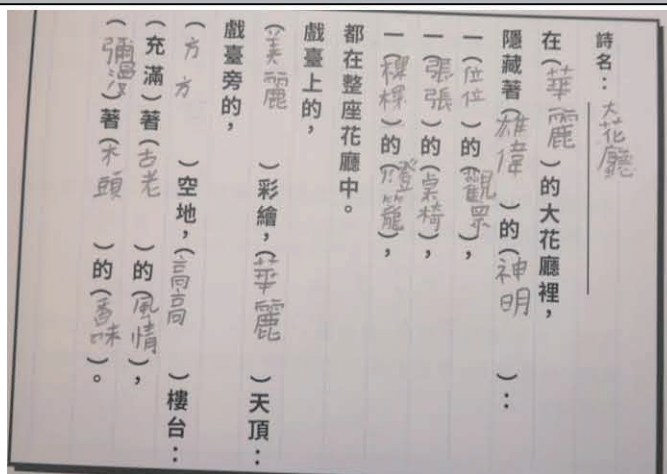 詩名：大花廳
在(華麗)的大花廳裡，
隱藏著(雄偉)的(神明)：
一(位位)的(觀眾)，
一(張張)的(桌椅)，
一(棵棵)的(燈籠)，
都在整座花廳中。
戲臺上的，
(美麗)彩繪，(華麗)天頂：
戲臺旁的，
(方方)空地，(高高)樓台：
(充滿)著(古老)的(風情)，
(瀰漫)著(木頭)的(香味)。